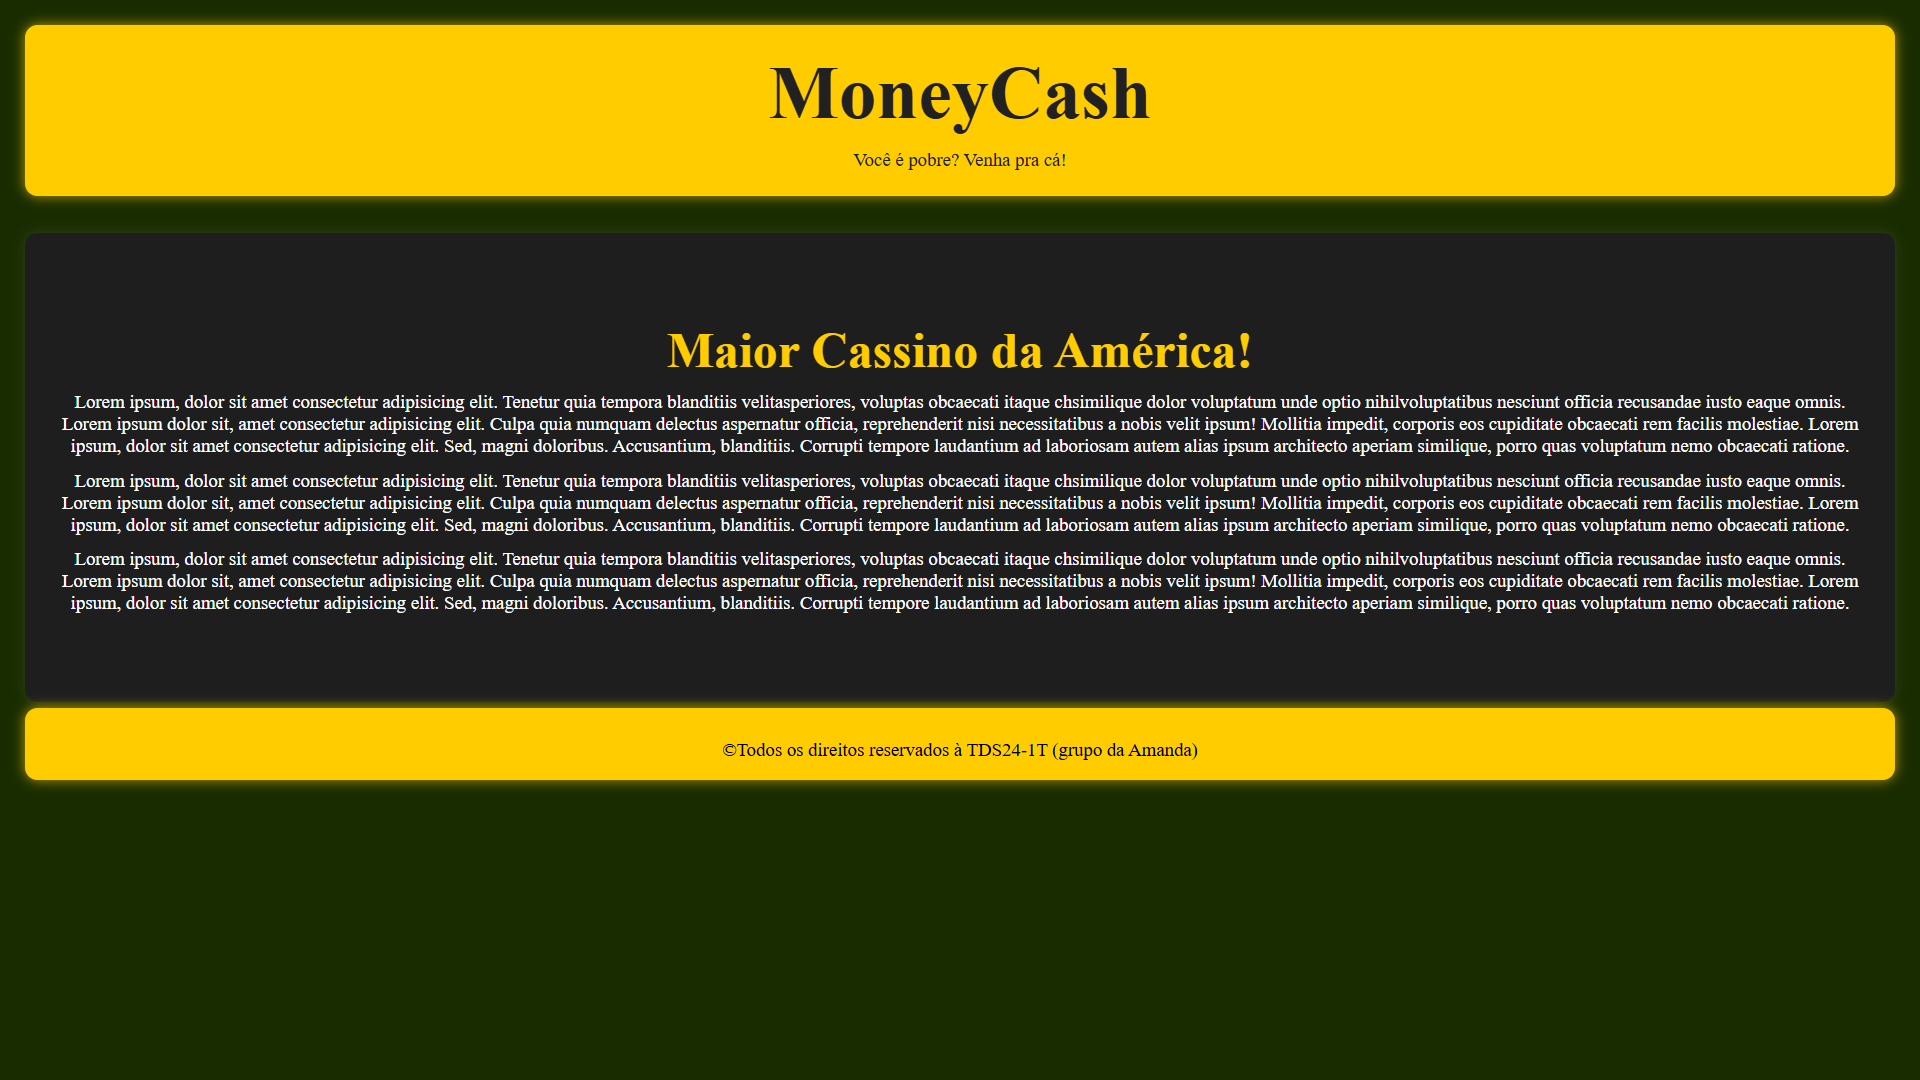 MoneyCash
Você é pobre? Venha pra cá!
Maior Cassino da América!
Lorem ipsum, dolor sit amet consectetur adipisicing elit. Tenetur quia tempora blanditiis velitasperiores, voluptas obcaecati itaque chsimilique dolor voluptatum unde optio nihilvoluptatibus nesciunt officia recusandae iusto eaque omnis.
Lorem ipsum dolor sit, amet consectetur adipisicing elit. Culpa quia numquam delectus aspernatur officia, reprehenderit nisi necessitatibus a nobis velit ipsum! Mollitia impedit, corporis eos cupiditate obcaecati rem facilis molestiae. Lorem
ipsum, dolor sit amet consectetur adipisicing elit. Sed, magni doloribus. Accusantium, blanditiis. Corrupti tempore laudantium ad laboriosam autem alias ipsum architecto aperiam similique, porro quas voluptatum nemo obcaecati ratione.
Lorem ipsum, dolor sit amet consectetur adipisicing elit. Tenetur quia tempora blanditiis velitasperiores, voluptas obcaecati itaque chsimilique dolor voluptatum unde optio nihilvoluptatibus nesciunt officia recusandae iusto eaque omnis.
Lorem ipsum dolor sit, amet consectetur adipisicing elit. Culpa quia numquam delectus aspernatur officia, reprehenderit nisi necessitatibus a nobis velit ipsum! Mollitia impedit, corporis eos cupiditate obcaecati rem facilis molestiae. Lorem
ipsum, dolor sit amet consectetur adipisicing elit. Sed, magni doloribus. Accusantium, blanditiis. Corrupti tempore laudantium ad laboriosam autem alias ipsum architecto aperiam similique, porro quas voluptatum nemo obcaecati ratione.
Lorem ipsum, dolor sit amet consectetur adipisicing elit. Tenetur quia tempora blanditiis velitasperiores, voluptas obcaecati itaque chsimilique dolor voluptatum unde optio nihilvoluptatibus nesciunt officia recusandae iusto eaque omnis.
Lorem ipsum dolor sit, amet consectetur adipisicing elit. Culpa quia numquam delectus aspernatur officia, reprehenderit nisi necessitatibus a nobis velit ipsum! Mollitia impedit, corporis eos cupiditate obcaecati rem facilis molestiae. Lorem
ipsum, dolor sit amet consectetur adipisicing elit. Sed, magni doloribus. Accusantium, blanditiis. Corrupti tempore laudantium ad laboriosam autem alias ipsum architecto aperiam similique, porro quas voluptatum nemo obcaecati ratione.
©Todos os direitos reservados à TDS24-1T (grupo da Amanda)